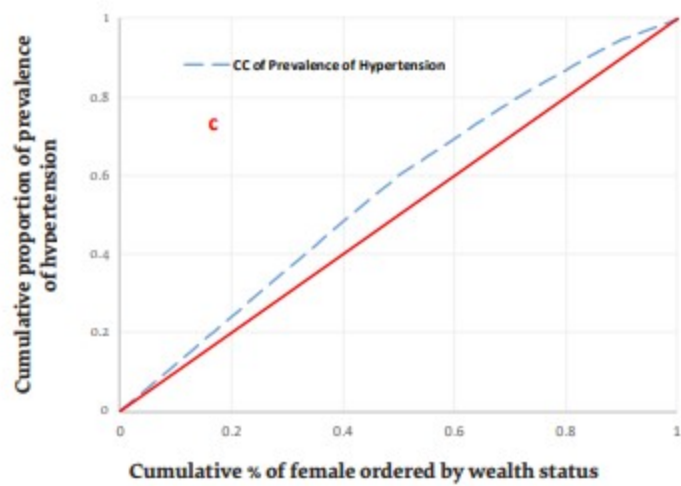 Cumulative proportion of prevalence
of hypertension
1
0.8
0.6
0.4
0.2
0
CC of Prevalence of Hypertension
C
0
0.2
0.4
0.6
0.8
1
Cumulative % of female ordered by wealth status